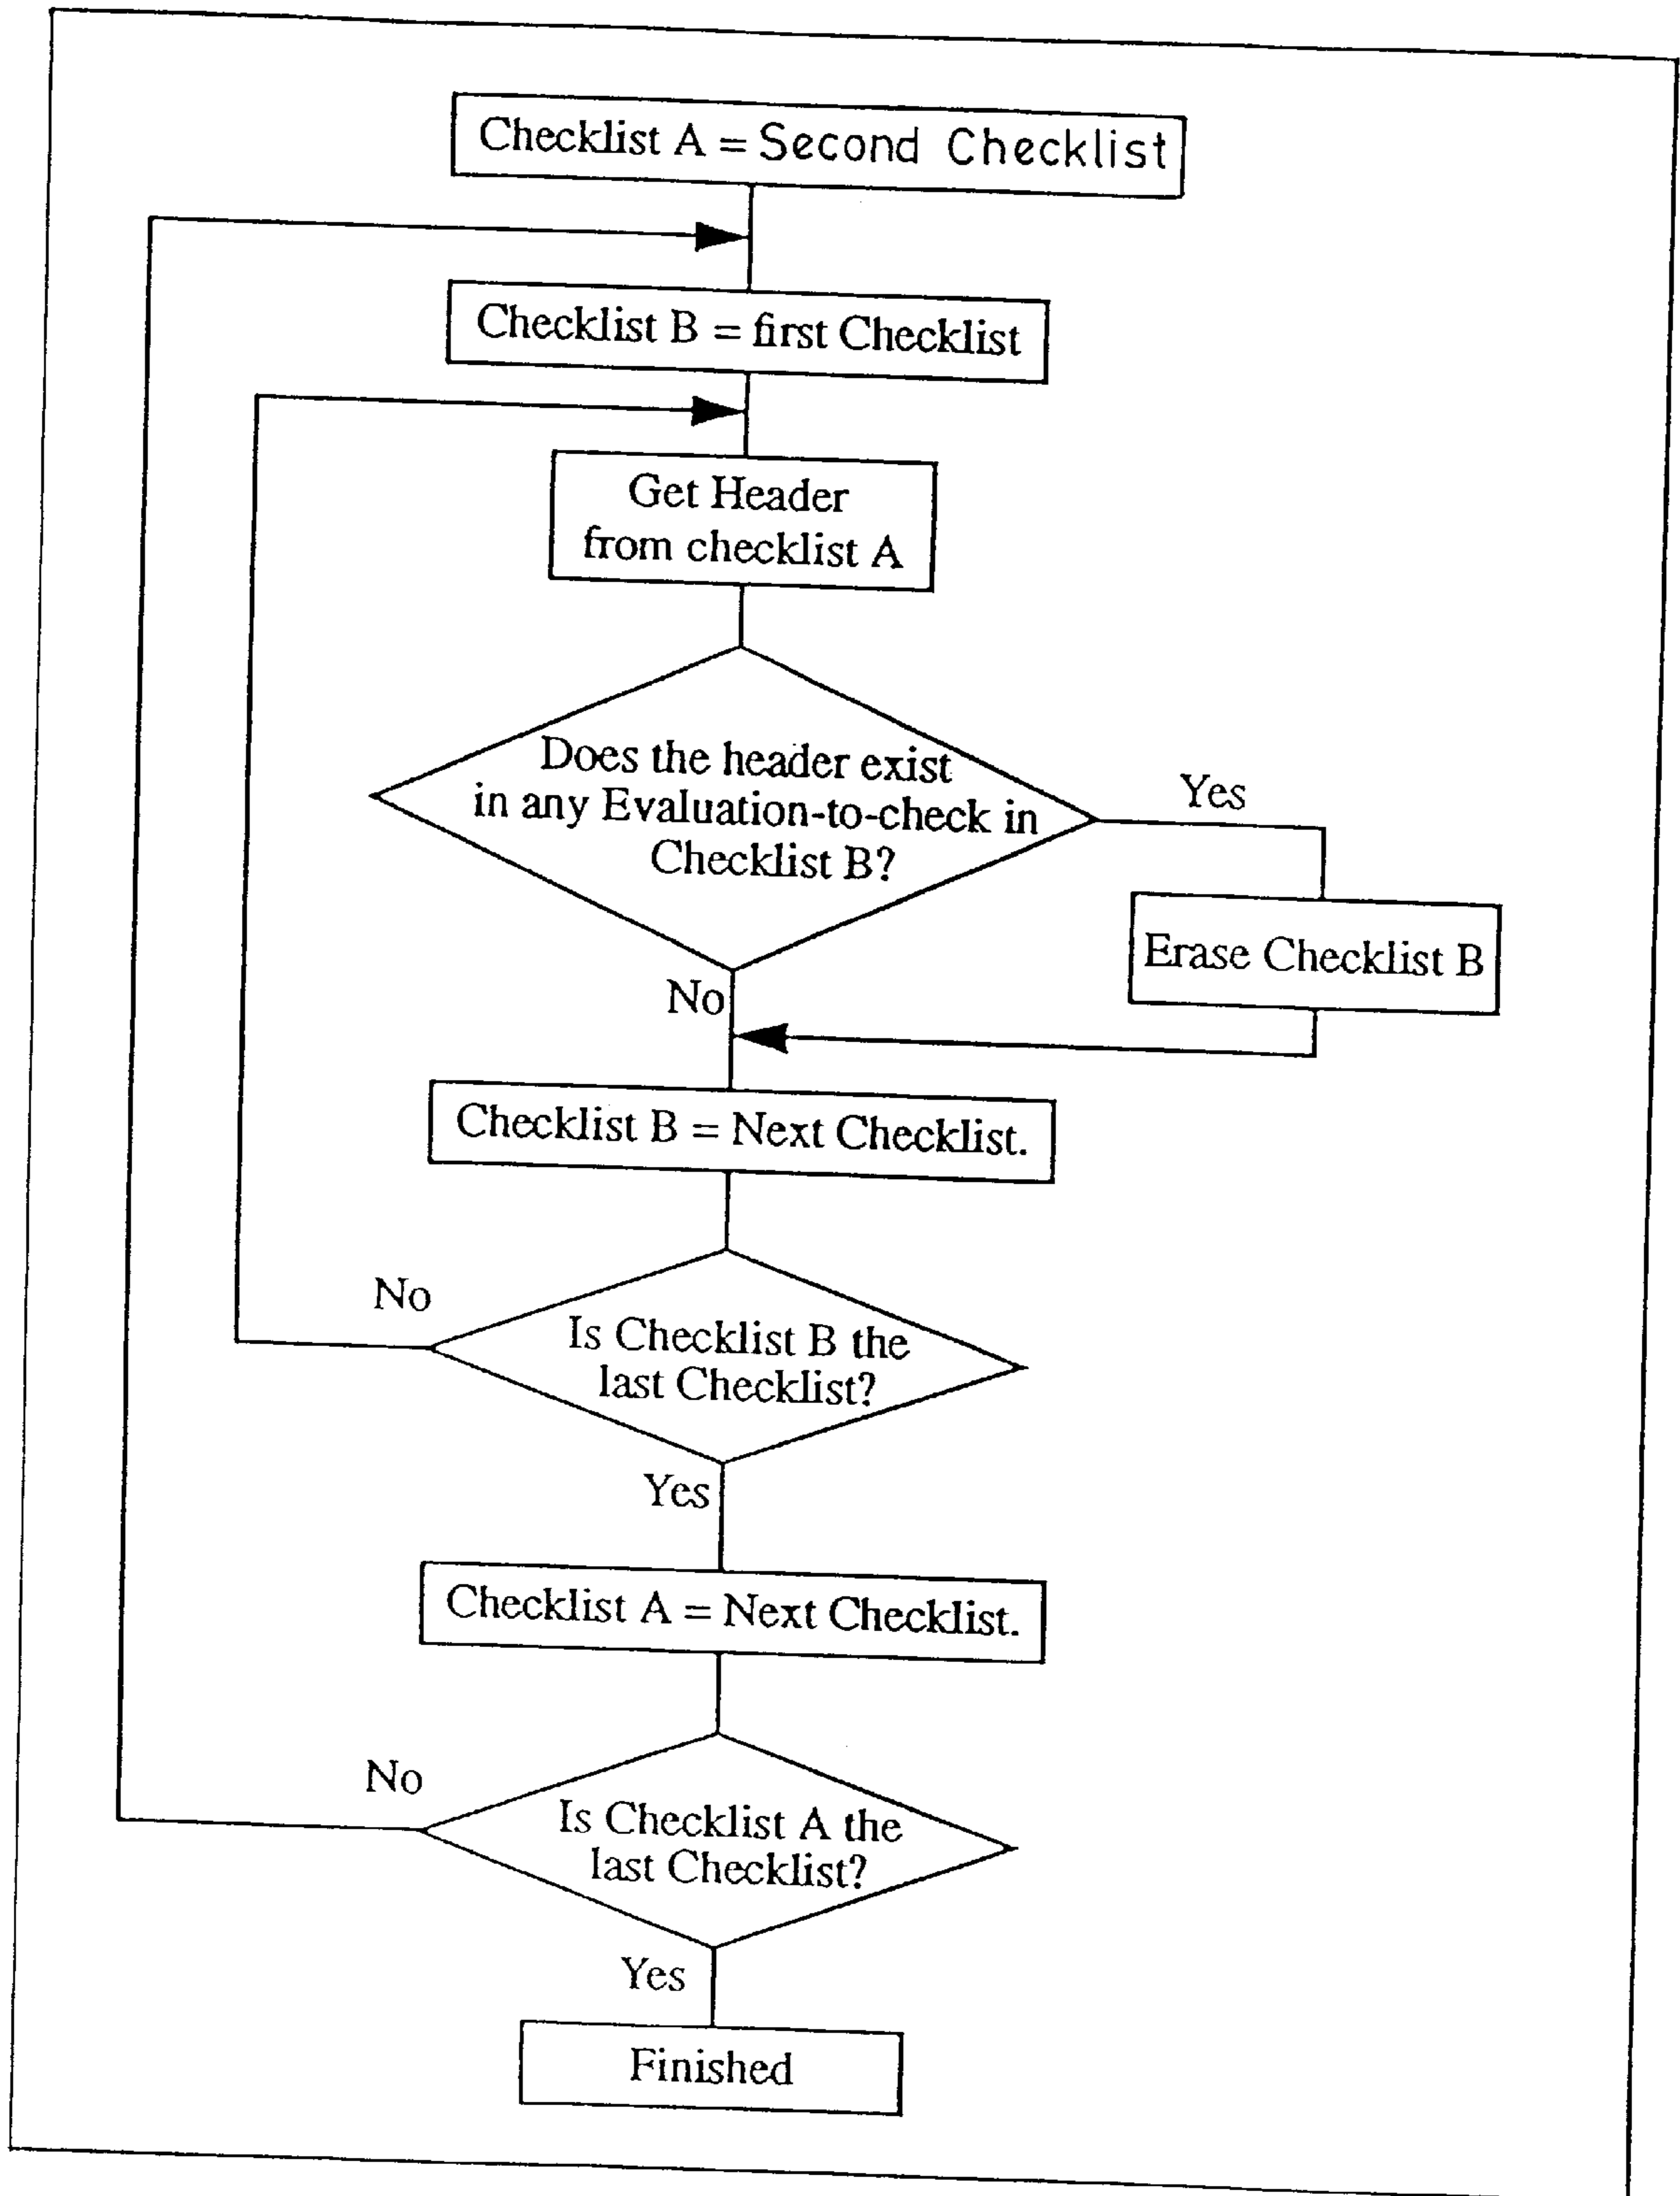 Checklist A = Second Checklist
Checklist B = first Checklist
Get Header
from checklist A
Does the header exist
in any Evaluation-to-check in
Checklist B?
Yes
Erase Checklist B
No
Checklist B = Next Checklist.
No
Is Checklist B the
last Checklist?
Yes
Checklist A = Next Checklist.
No
Is Checklist A the
last Checklist?
Yes
Finished